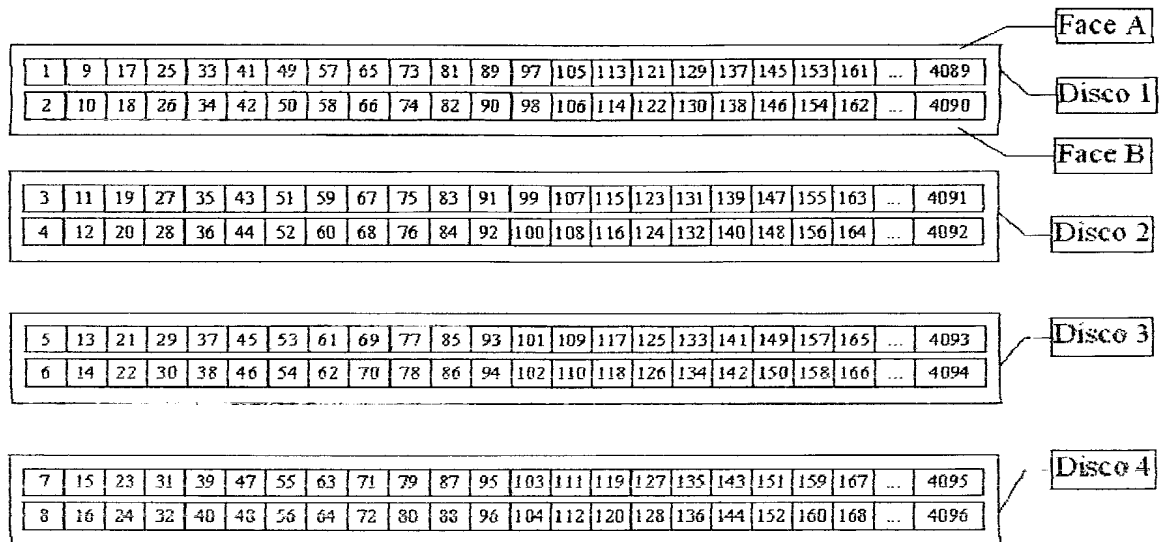 Face A
1 9 17 25 33 41 49 57 65 73 81 89 97 105 113 121 129 137 145 153 161 ... 4089
Disco 1
2 10 18 26 34 42 50 58 66 74 82 90 98 106 114 122 130 138 146 154 162 ... 4090
Face B
3 11 19 27 35 43 51 59 67 75 83 91 99 107 115 123 131 139 147 155 163 ... 4091
4 12 20 28 36 44 52 60 68 76 84 92 100 108 116 124 132 140 148 156 164 ... 4092
Disco 2
5 13 21 29 37 45 53 61 69 77 85 93 101 109 117 125 133 141 149 157 165 ... 4093
Disco 3
6 14 22 30 38 46 54 62 70 78 86 94 102 110 118 126 134 142 150 158 166 ... 4094
Disco 4
7 15 23 31 39 47 55 63 71 79 87 95 103 111 119 127 135 143 151 159 167 ... 4095
8 16 24 32 40 48 56 64 72 80 88 96 104 112 120 128 136 144 152 160 168 ... 4096